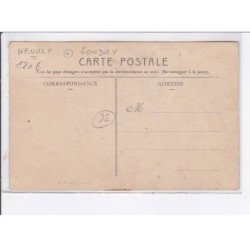 NEUILLY
120€
CARTE POSTALE
Tous les pays étrangers n'acceptent pas la correspondance au recto. (Se renseigner à la poste).
CORRESPONDANCE
ADRESSE
M
92